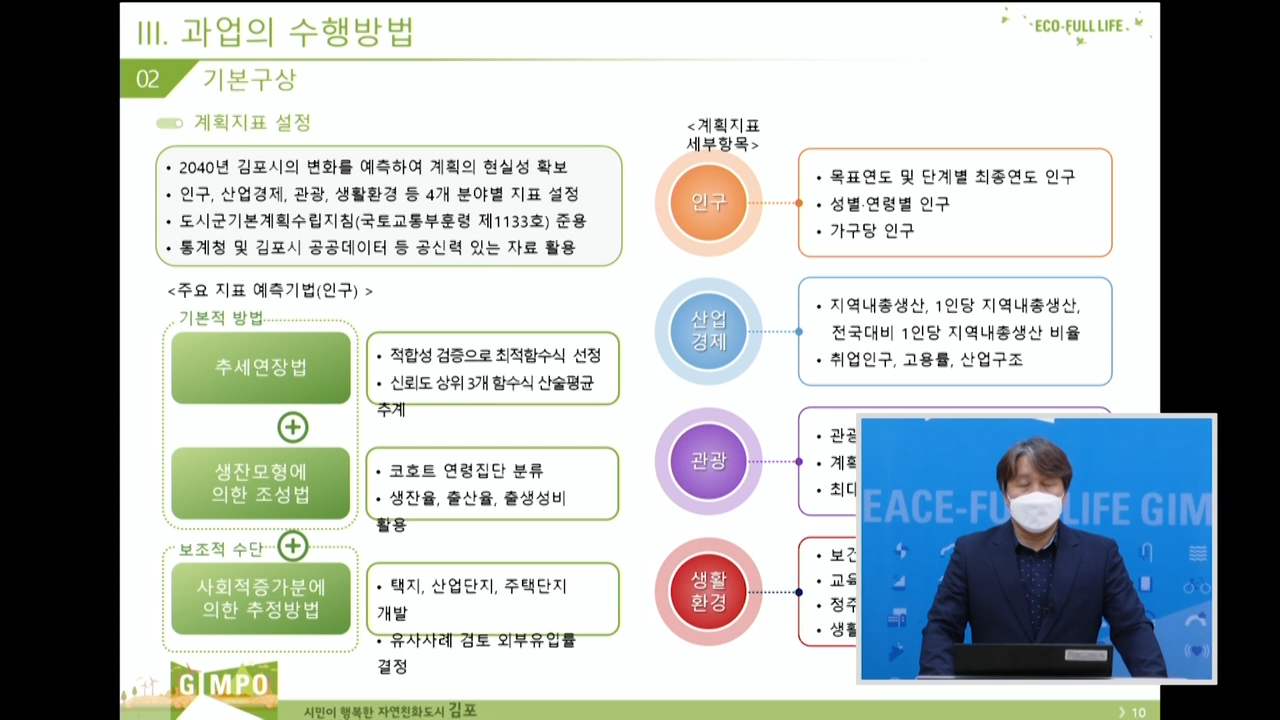 III. 과업의 수행방법
ECO-FULL LIFE
02
기본구상
계획지표 설정
• 2040년 김포시의 변화를 예측하여 계획의 현실성 확보
• 인구, 산업경제, 관광, 생활환경 등 4개 분야별 지표 설정
• 도시군기본계획수립지침(국토교통부훈령 제1133호) 준용
• 통계청 및 김포시 공공데이터 등 공신력 있는 자료 활용
<주요 지표 예측기법(인구) >
기본적 방법
추세연장법
• 적합성 검증으로 최적함수식 선정
• 신뢰도 상위 3개 함수식 산술평균
추계
생잔모형에
의한 조성법
• 코호트 연령집단 분류
• 생잔율, 출산율, 출생성비
활용
보조적 수단
사회적증가분에
의한 추정방법
• 택지, 산업단지, 주택단지
개발
• 유사사례 검토 외부유입률
결정
<계획지표
세부항목>
인구
• 목표연도 및 단계별 최종연도 인구
• 성별·연령별 인구
• 가구당 인구
산업
경제
• 지역내총생산, 1인당 지역내총생산,
전국대비 1인당 지역내총생산 비율
• 취업인구, 고용률, 산업구조
관광
• 관광
• 계획
• 최대
생활
환경
• 보건
• 교육
• 정주
• 생활
EACE-FU LIFE GIM
GIMPO
시민이 행복한 자연친화도시 김포
》10